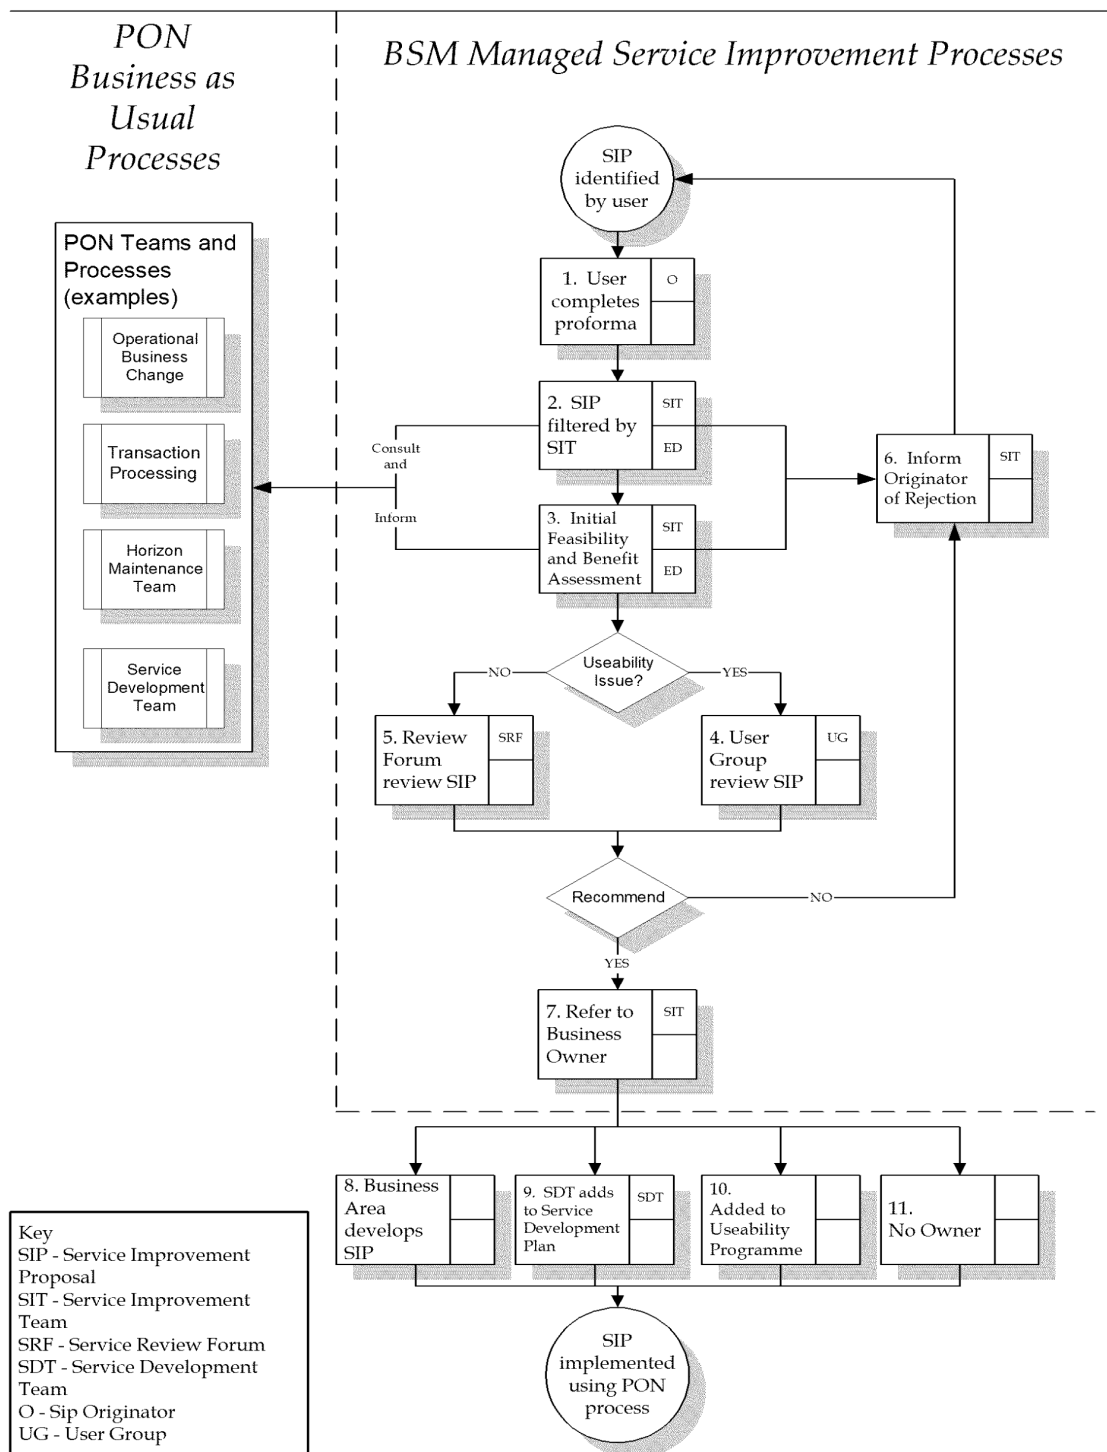 PON
Business as
Usual
Processes
BSM Managed Service Improvement Processes
SIP
identified
by user
PON Teams and
Processes
(examples)
Operational
Business
Change
Transaction
Processing
Horizon
Maintenance
Team
Service
Development
Team
1. User
completes
proforma
O
2. SIP
filtered by
SIT
SIT
ED
Consult
and
Inform
3. Initial
Feasibility
and Benefit
Assessment
SIT
ED
6. Inform
Originator
of Rejection
SIT
Useability
Issue?
NO
YES
5. Review
Forum
review SIP
SRF
4. User
Group
review SIP
UG
Recommend
NO
YES
7. Refer to
Business
Owner
SIT
8. Business
Area
develops
SIP
9. SDT adds
to Service
Development
Plan
SDT
10.
Added to
Useability
Programme
11.
No Owner
SIP
implemented
using PON
process
Key
SIP - Service Improvement
Proposal
SIT - Service Improvement
Team
SRF - Service Review Forum
SDT - Service Development
Team
O - Sip Originator
UG - User Group